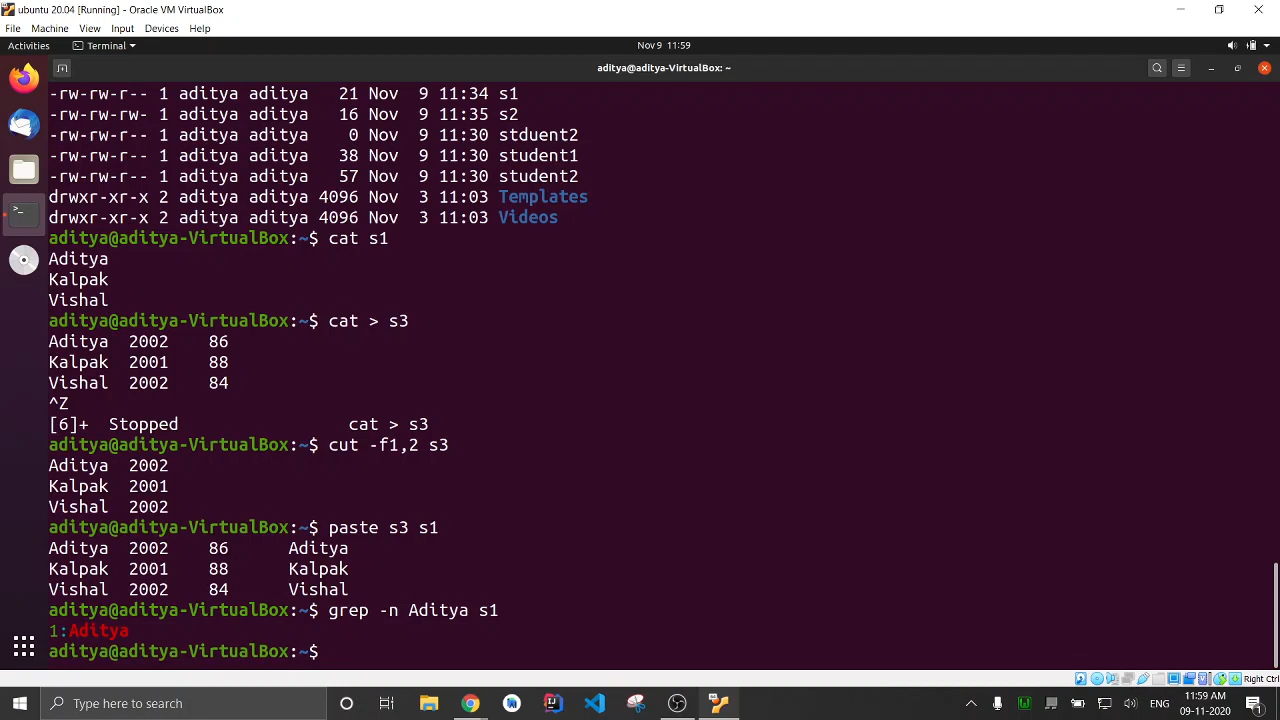 ubuntu 20.04 [Running] - Oracle VM VirtualBox
File Machine View Input Devices Help
Activities Terminal Nov 9 11:59
aditya@aditya-VirtualBox: ~
-rw-rw-r-- 1 aditya aditya 21 Nov 9 11:34 s1
-rw-rw-rw- 1 aditya aditya 16 Nov 9 11:35 s2
-rw-rw-r-- 1 aditya aditya 0 Nov 9 11:30 stduent2
-rw-rw-r-- 1 aditya aditya 38 Nov 9 11:30 student1
-rw-rw-r-- 1 aditya aditya 57 Nov 9 11:30 student2
drwxr-xr-x 2 aditya aditya 4096 Nov 3 11:03 Templates
drwxr-xr-x 2 aditya aditya 4096 Nov 3 11:03 Videos
aditya@aditya-VirtualBox:~$ cat s1
Aditya
Kalpak
Vishal
aditya@aditya-VirtualBox:~$ cat > s3
Aditya 2002 86
Kalpak 2001 88
Vishal 2002 84
^Z
[6]+ Stopped cat > s3
aditya@aditya-VirtualBox:~$ cut -f1,2 s3
Aditya 2002
Kalpak 2001
Vishal 2002
aditya@aditya-VirtualBox:~$ paste s3 s1
Aditya 2002 86 Aditya
Kalpak 2001 88 Kalpak
Vishal 2002 84 Vishal
aditya@aditya-VirtualBox:~$ grep -n Aditya s1
1:Aditya
aditya@aditya-VirtualBox:~$
Right Ctrl
Type here to search
ENG
11:59 AM
09-11-2020